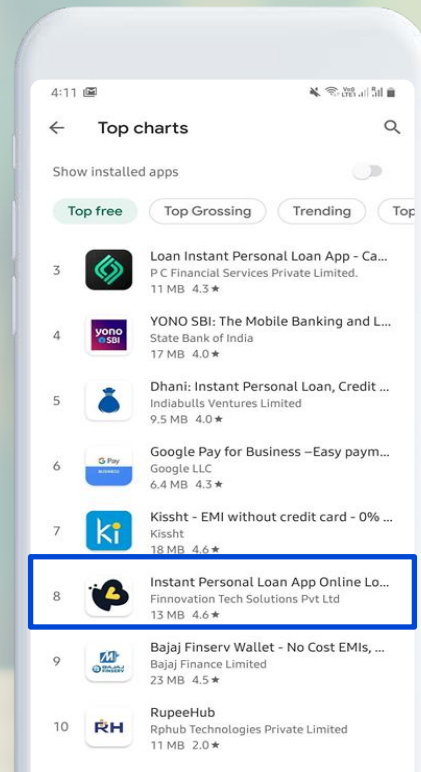 4:11
Top charts
Show installed apps
Top free
Top Grossing
Trending
Top
3
Loan Instant Personal Loan App - Ca...
P C Financial Services Private Limited.
11 MB 4.3★
yono
SBI
4
YONO SBI: The Mobile Banking and L...
State Bank of India
17 MB 4.0★
5
Dhani: Instant Personal Loan, Credit ...
Indiabulls Ventures Limited
9.5 MB 4.0★
G Pay
BUSINESS
6
Google Pay for Business –Easy paym...
Google LLC
6.4 MB 4.3★
ki
7
Kissht - EMI without credit card - 0% ...
Kissht
18 MB 4.6★
8
Instant Personal Loan App Online Lo...
Finnovation Tech Solutions Pvt Ltd
13 MB 4.6★
9
Bajaj Finserv Wallet - No Cost EMIs, ...
Bajaj Finance Limited
23 MB 4.5★
RH
10
RupeeHub
Rphub Technologies Private Limited
11 MB 2.0★